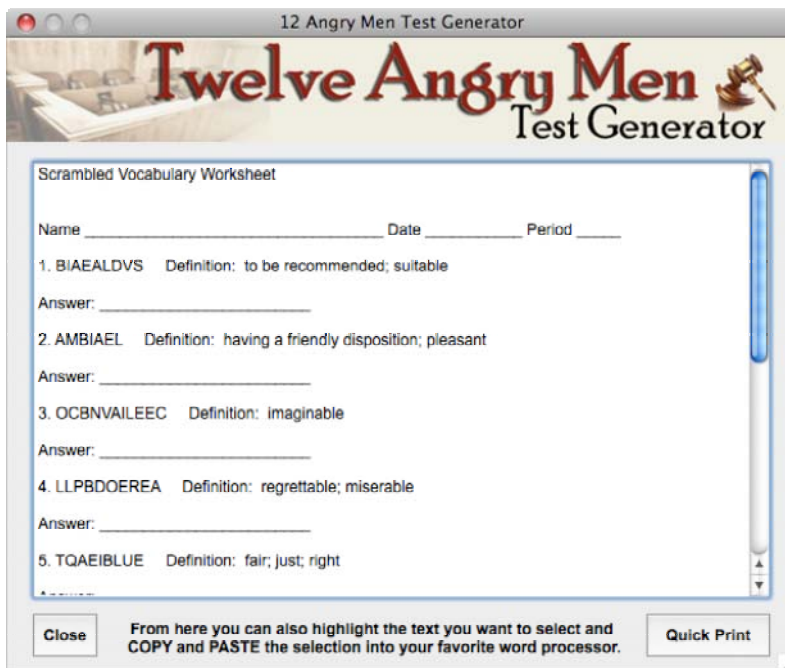 12 Angry Men Test Generator
Twelve Angry Men
Test Generator
Scrambled Vocabulary Worksheet
Name ________________________________ Date ___________ Period _____
1. BIAEALDVS Definition: to be recommended; suitable
Answer: ________________________
2. AMBIAEL Definition: having a friendly disposition; pleasant
Answer: ________________________
3. OCBNVAILEEC Definition: imaginable
Answer: ________________________
4. LLPBDOEREA Definition: regrettable; miserable
Answer: ________________________
5. TQAEIBLUE Definition: fair; just; right
Close
From here you can also highlight the text you want to select and
COPY and PASTE the selection into your favorite word processor.
Quick Print